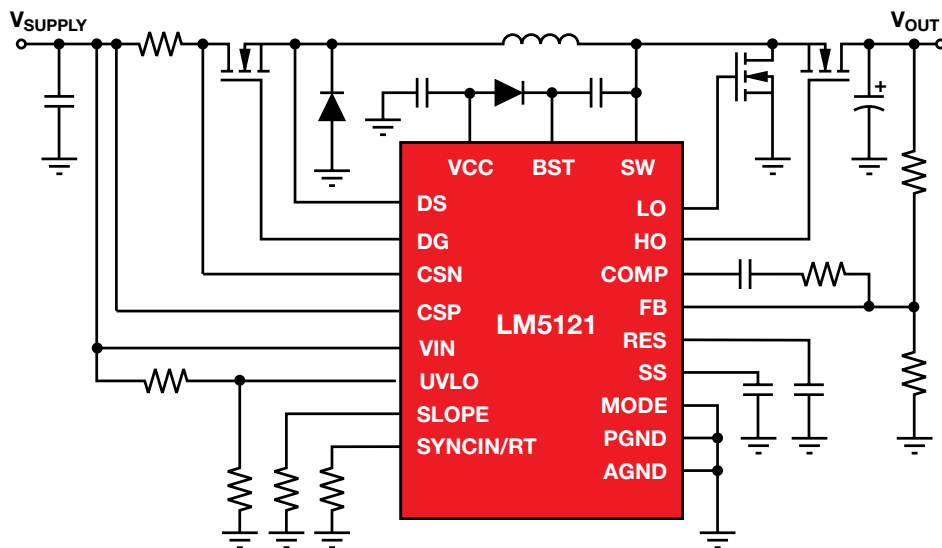 VSUPPLY
VOUT
+
VCC BST SW
DS
DG
CSN
CSP
VIN
UVLO
SLOPE
SYNCIN/RT
LM5121
LO
HO
COMP
FB
RES
SS
MODE
PGND
AGND